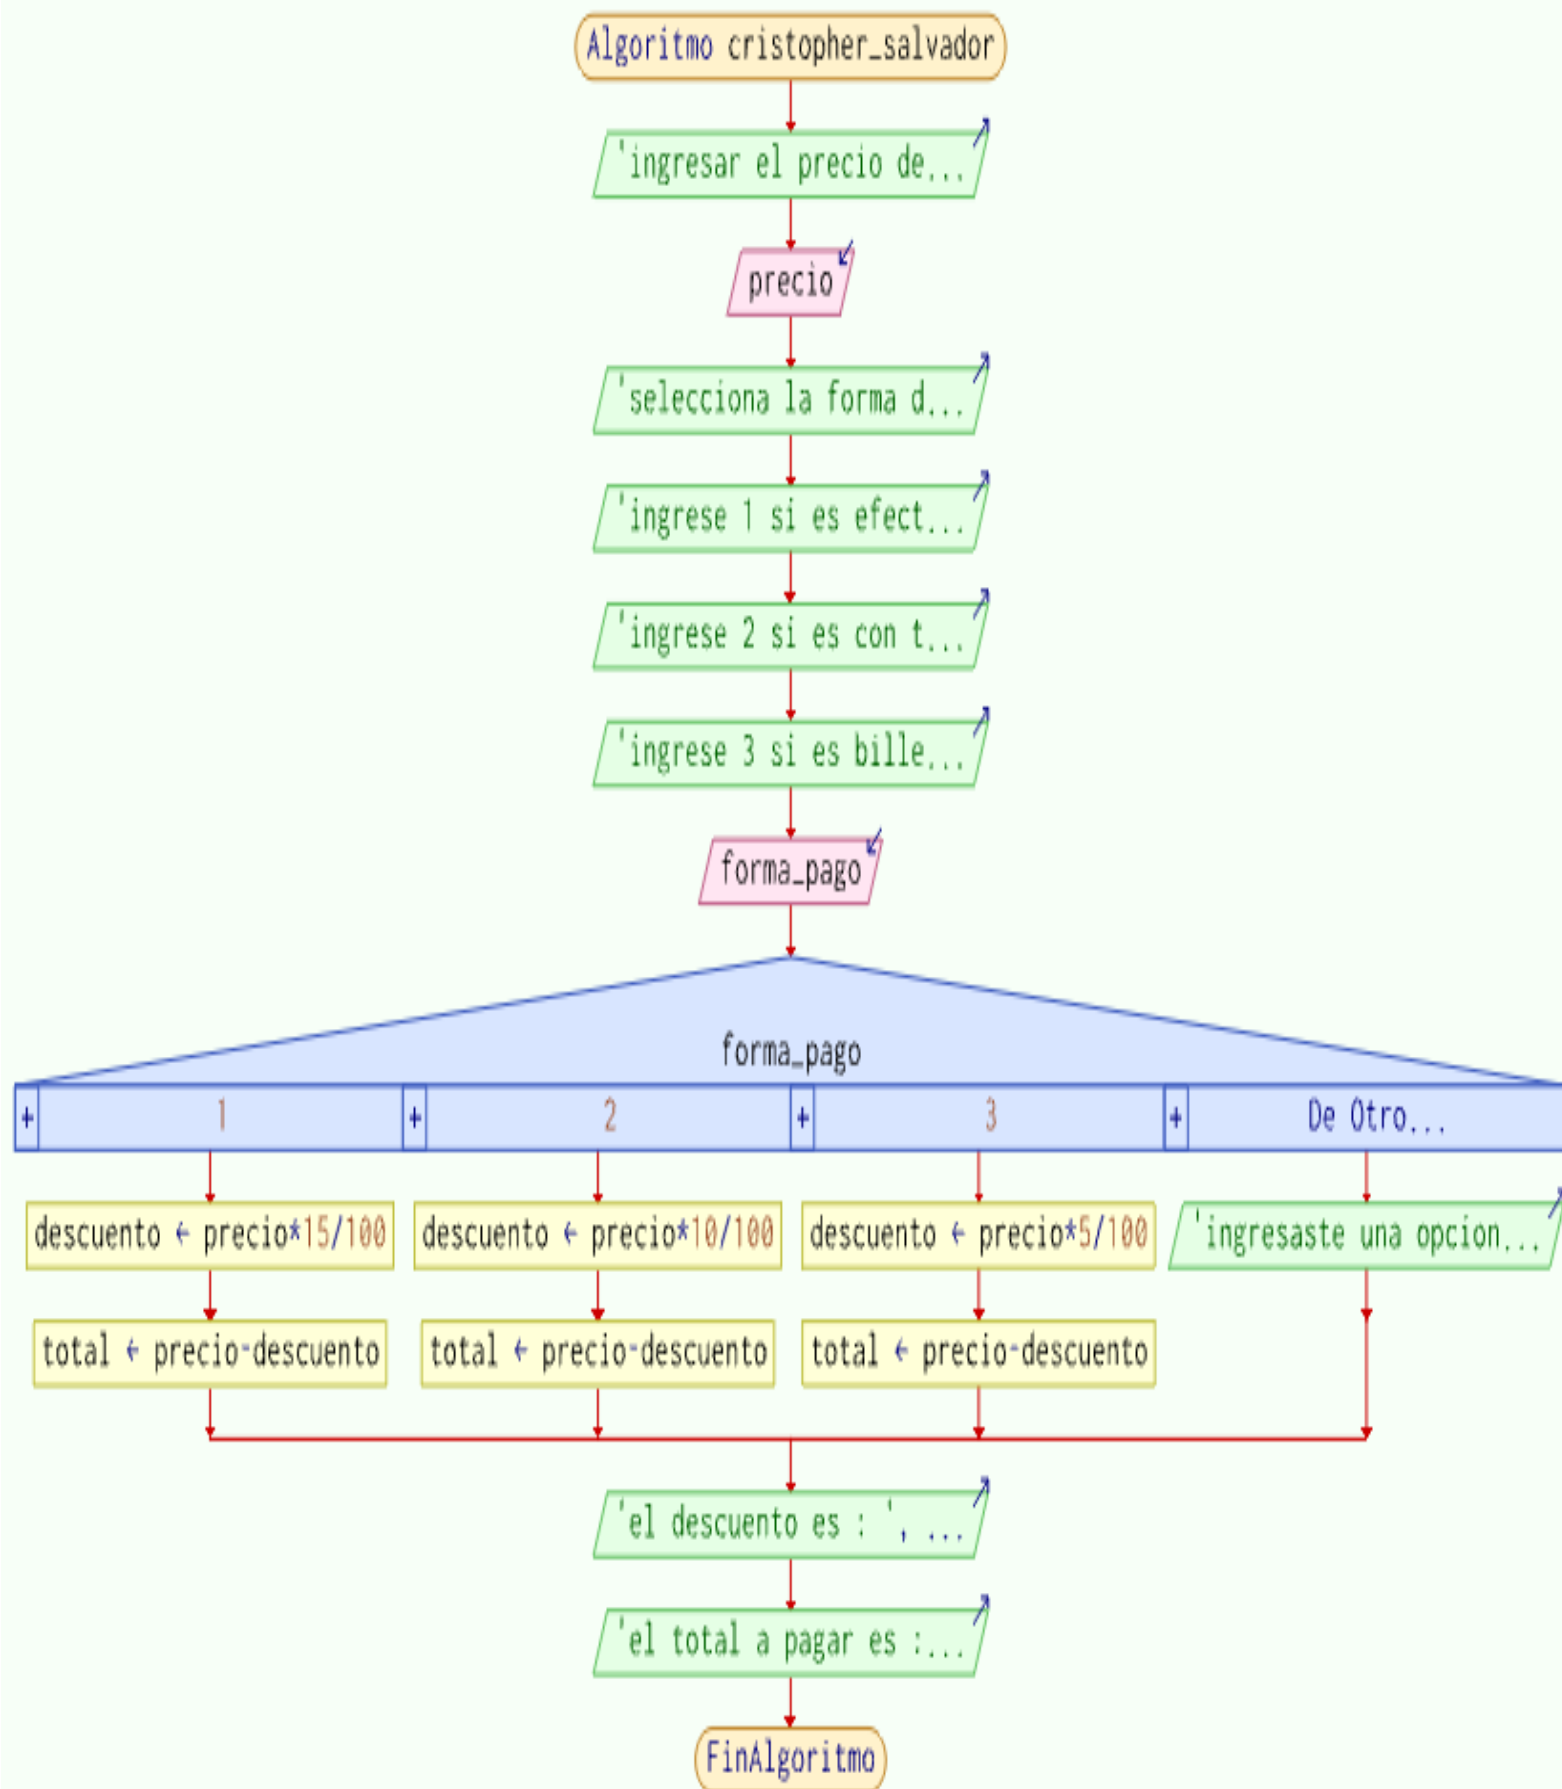 Algoritmo cristopher_salvador
'ingresar el precio de...
precio
'selecciona la forma d...
'ingrese 1 si es efect...
'ingrese 2 si es con t...
'ingrese 3 si es bille...
forma_pago
forma_pago
+ 1 + 2 + 3 + De Otro...
descuento ← precio*15/100 descuento ← precio*10/100 descuento ← precio*5/100 'ingresaste una opcion...
total ← precio-descuento total ← precio-descuento total ← precio-descuento
'el descuento es : ', ...
'el total a pagar es :...
FinAlgoritmo